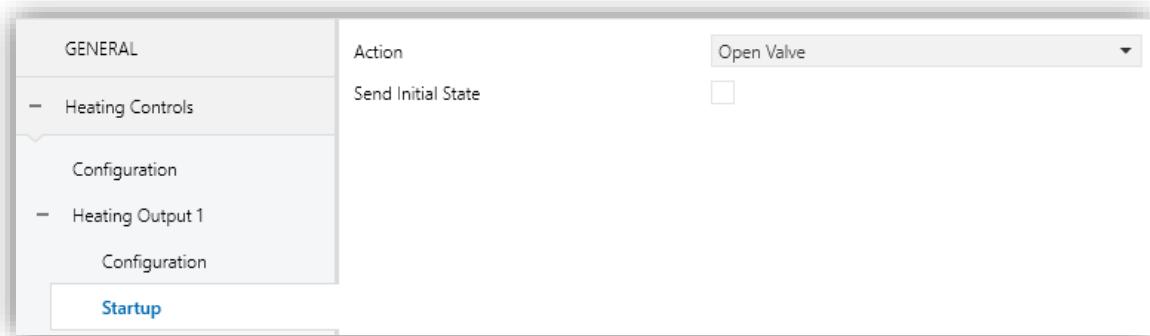 GENERAL
Heating Controls
Configuration
Heating Output 1
Configuration
Startup
Action
Open Valve
Send Initial State